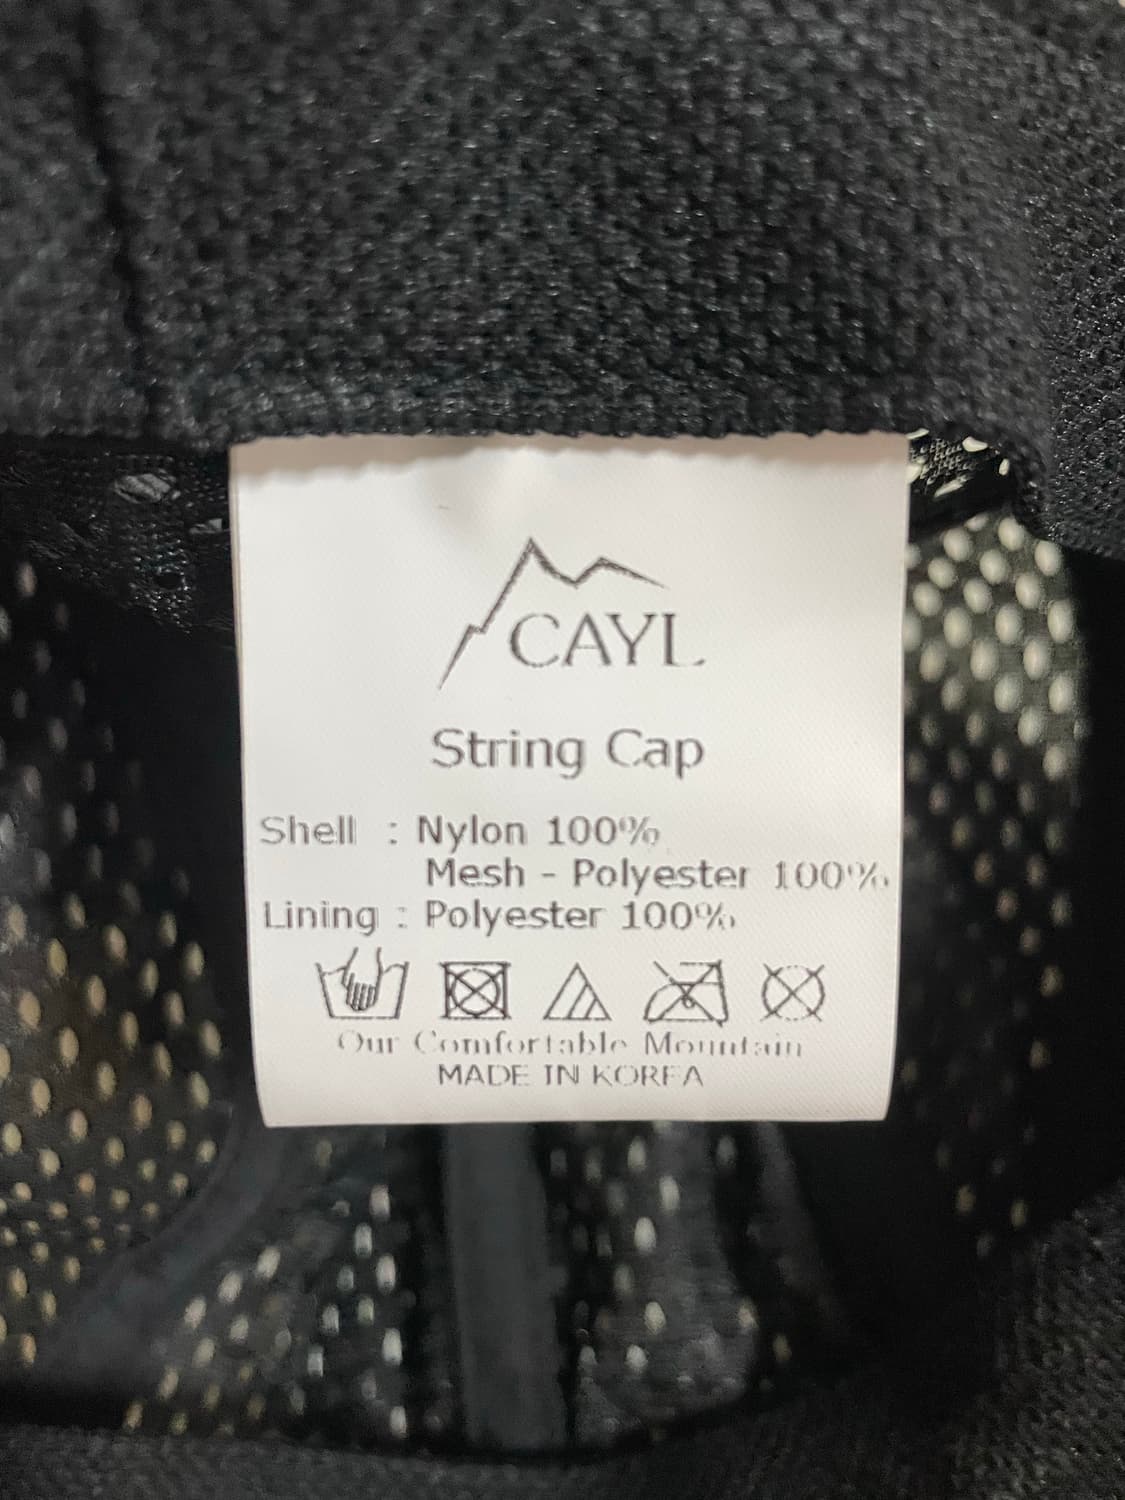 CAYL
String Cap
Shell : Nylon 100%
Mesh - Polyester 100%
Lining : Polyester 100%
Our Comfortable Mountain
MADE IN KOREA